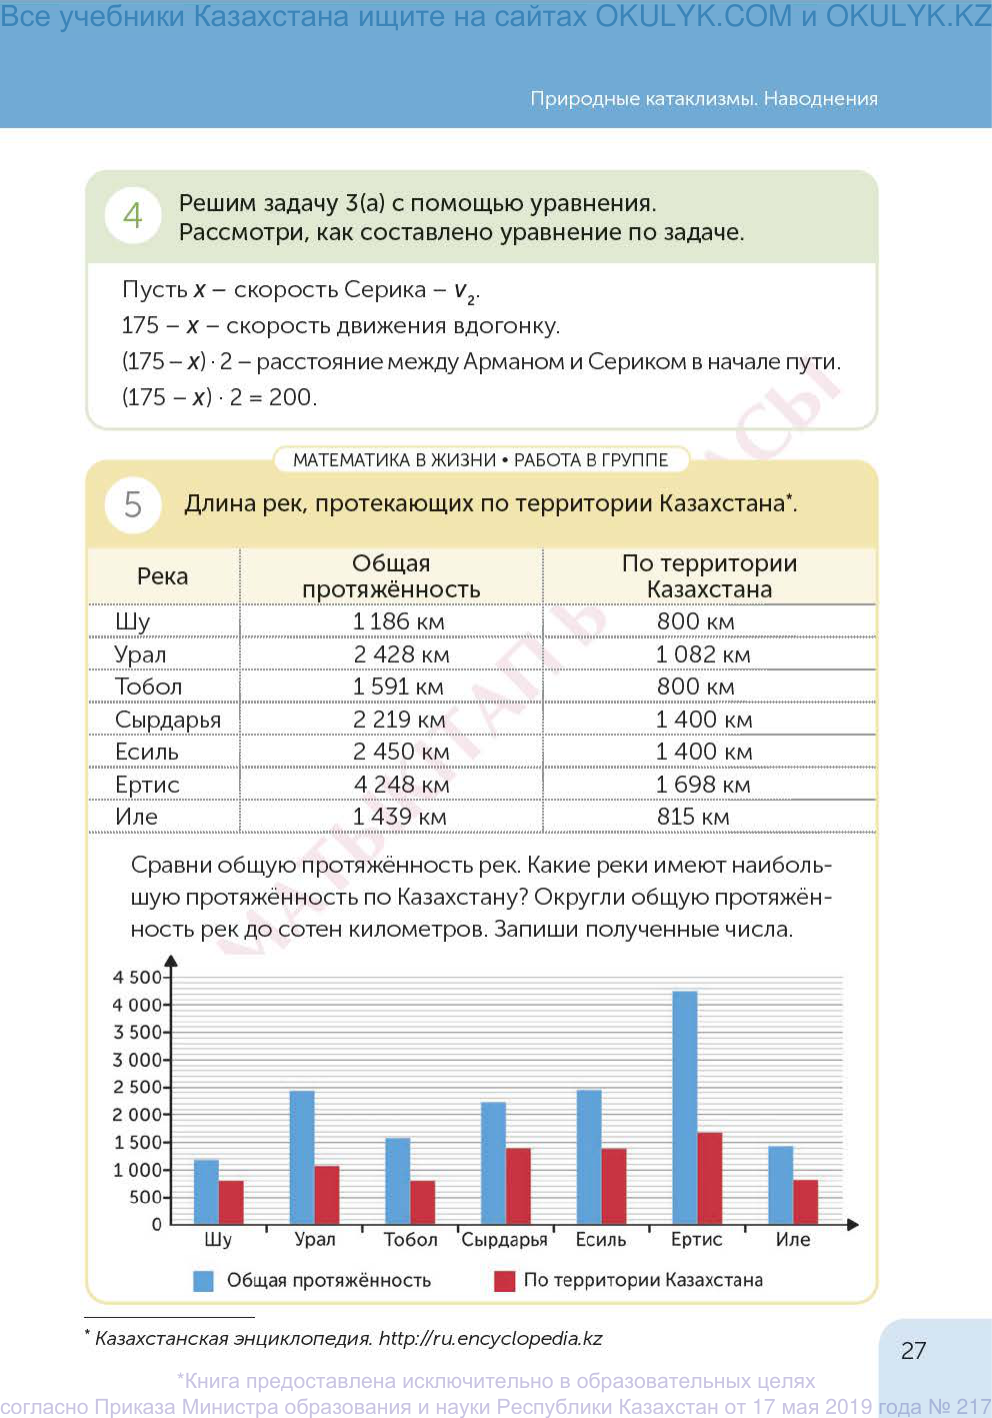 Все учебники Казахстана ищите на сайтах OKULYK.COM и OKULYK.KZ
Природные катаклизмы. Наводнения
4
Решим задачу 3(а) с помощью уравнения.
Рассмотри, как составлено уравнение по задаче.
Пусть x – скорость Серика – v₂.
175 – x – скорость движения вдогонку.
(175 – x) · 2 – расстояние между Арманом и Сериком в начале пути.
(175 – x) · 2 = 200.
МАТЕМАТИКА В ЖИЗНИ • РАБОТА В ГРУППЕ
5
Длина рек, протекающих по территории Казахстана*.
Река Общая протяжённость По территории Казахстана
Шу 1 186 км 800 км
Урал 2 428 км 1 082 км
Тобол 1 591 км 800 км
Сырдарья 2 219 км 1 400 км
Есиль 2 450 км 1 400 км
Ертис 4 248 км 1 698 км
Иле 1 439 км 815 км
Сравни общую протяжённость рек. Какие реки имеют наиболь-
шую протяжённость по Казахстану? Округли общую протяжён-
ность рек до сотен километров. Запиши полученные числа.
4 500
4 000
3 500
3 000
2 500
2 000
1 500
1 000
500
0
Шу Урал Тобол Сырдарья Есиль Ертис Иле
Общая протяжённость По территории Казахстана
* Казахстанская энциклопедия. http://ru.encyclopedia.kz
27
*Книга предоставлена исключительно в образовательных целях
согласно Приказа Министра образования и науки Республики Казахстан от 17 мая 2019 года № 217